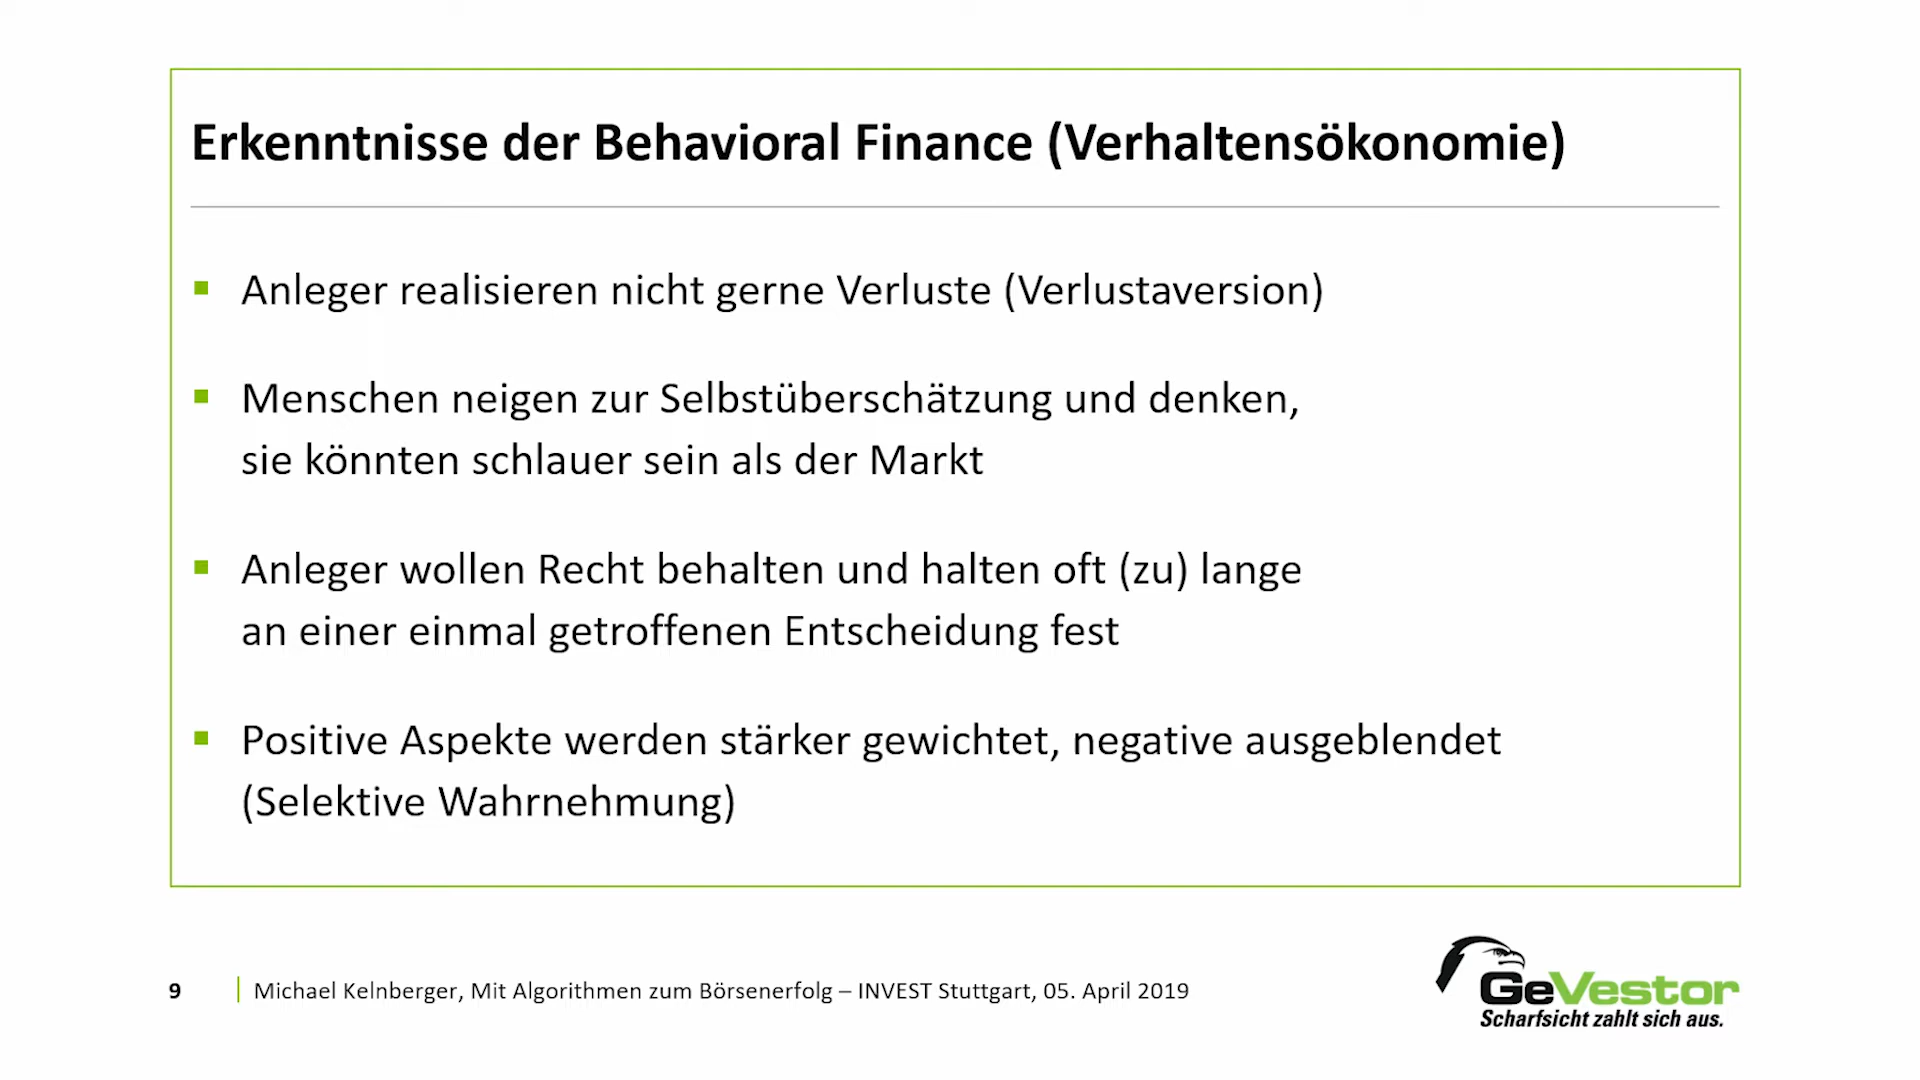 Erkenntnisse der Behavioral Finance (Verhaltensökonomie)
▪ Anleger realisieren nicht gerne Verluste (Verlustaversion)
▪ Menschen neigen zur Selbstüberschätzung und denken,
sie könnten schlauer sein als der Markt
▪ Anleger wollen Recht behalten und halten oft (zu) lange
an einer einmal getroffenen Entscheidung fest
▪ Positive Aspekte werden stärker gewichtet, negative ausgeblendet
(Selektive Wahrnehmung)
9 | Michael Kelnberger, Mit Algorithmen zum Börsenerfolg – INVEST Stuttgart, 05. April 2019
GeVestor
Scharfsicht zahlt sich aus.